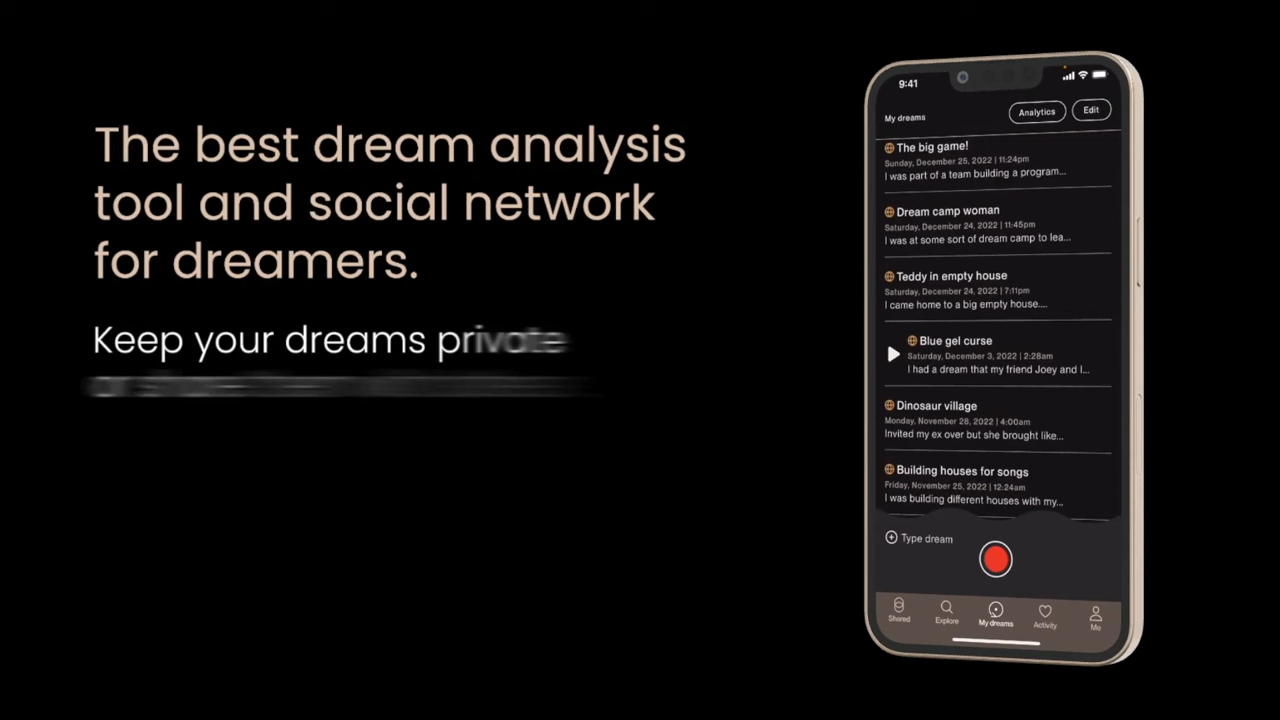 The best dream analysis
tool and social network
for dreamers.
Keep your dreams private
9:41
My dreams
Analytics
Edit
The big game!
Sunday, December 25, 2022 | 11:24pm
I was part of a team building a program...
Dream camp woman
Saturday, December 24, 2022 | 11:45pm
I was at some sort of dream camp to lea...
Teddy in empty house
Saturday, December 24, 2022 | 7:11pm
I came home to a big empty house....
Blue gel curse
Saturday, December 3, 2022 | 2:28am
I had a dream that my friend Joey and I...
Dinosaur village
Monday, November 28, 2022 | 4:00am
Invited my ex over but she brought like...
Building houses for songs
Friday, November 25, 2022 | 12:24am
I was building different houses with my...
Type dream
Shared
Explore
My dreams
Activity
Me